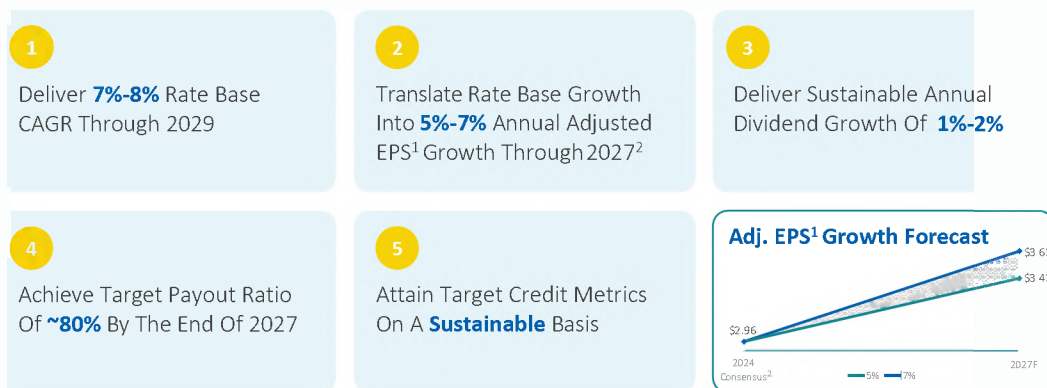 1
Deliver 7%-8% Rate Base
CAGR Through 2029
2
Translate Rate Base Growth
Into 5%-7% Annual Adjusted
EPS¹ Growth Through 2027²
3
Deliver Sustainable Annual
Dividend Growth Of 1%-2%
4
Achieve Target Payout Ratio
Of ~80% By The End Of 2027
5
Attain Target Credit Metrics
On A Sustainable Basis
Adj. EPS¹ Growth Forecast
$2.96
2024
Consensus²
2027F
5% 7%